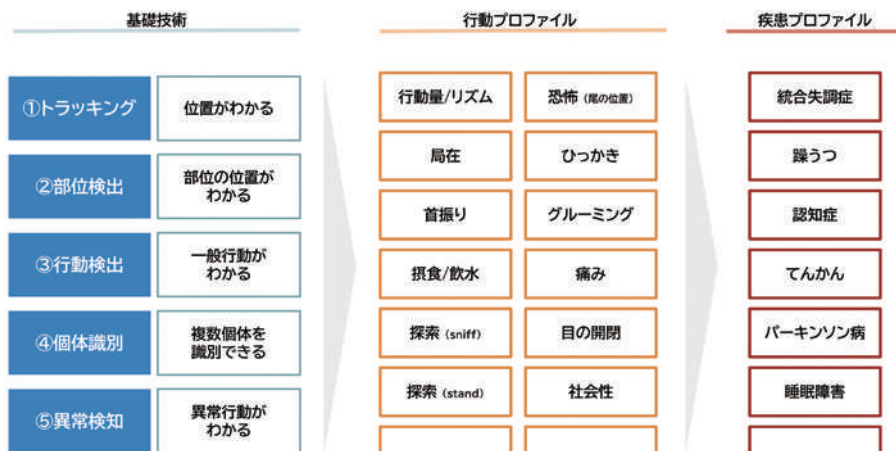 基礎技術
行動プロファイル
疾患プロファイル
①トラッキング
位置がわかる
②部位検出
部位の位置が
わかる
③行動検出
一般行動が
わかる
④個体識別
複数個体を
識別できる
⑤異常検知
異常行動が
わかる
行動量/リズム
恐怖 (尾の位置)
局在
ひっかき
首振り
グルーミング
摂食/飲水
痛み
探索 (sniff)
目の開閉
探索 (stand)
社会性
統合失調症
躁うつ
認知症
てんかん
パーキンソン病
睡眠障害